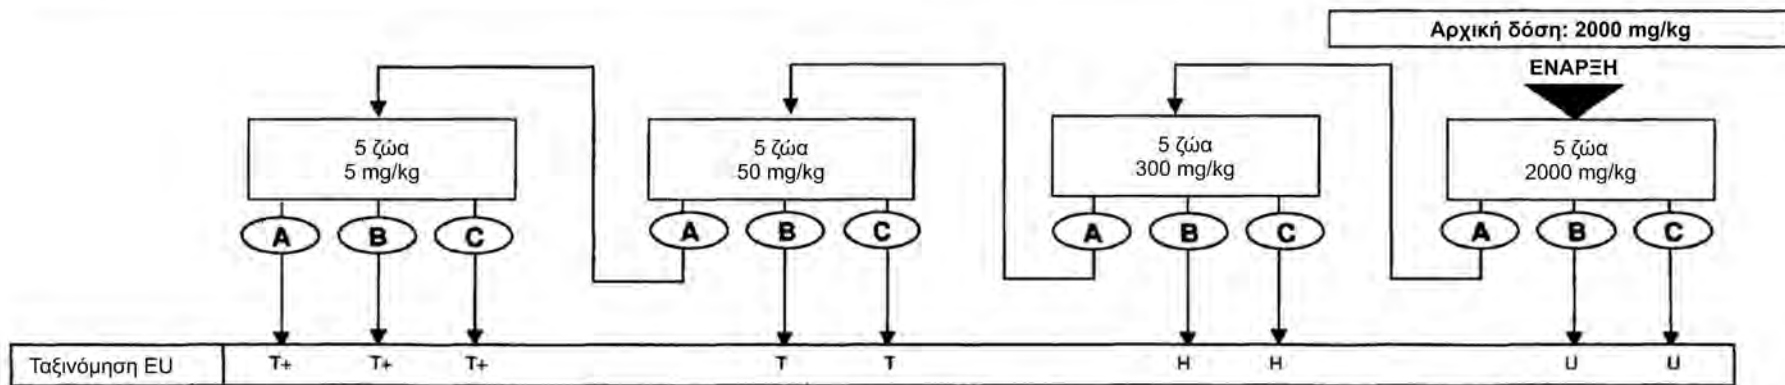 Αρχική δόση: 2000 mg/kg
ΕΝΑΡΞΗ
5 ζώα
5 mg/kg
5 ζώα
50 mg/kg
5 ζώα
300 mg/kg
5 ζώα
2000 mg/kg
A B C A B C A B C A B C
Ταξινόμηση EU T+ T+ T+ T T H H U U